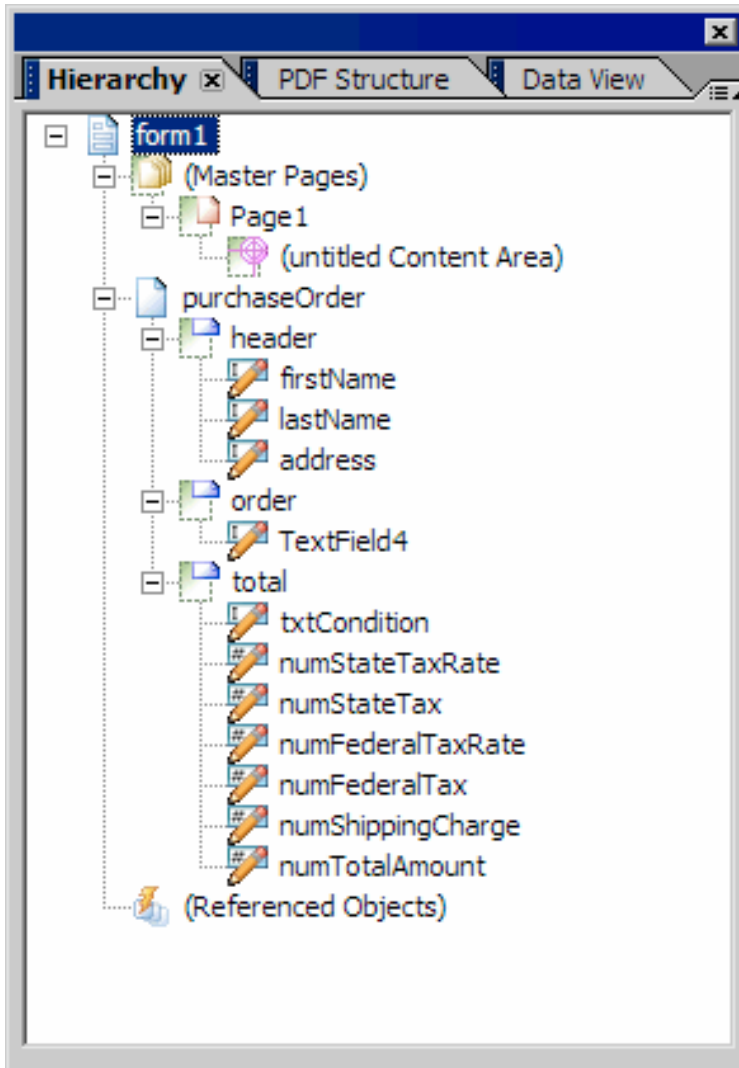 Hierarchy PDF Structure Data View
form1
(Master Pages)
Page1
(untitled Content Area)
purchaseOrder
header
firstName
lastName
address
order
TextField4
total
txtCondition
numStateTaxRate
numStateTax
numFederalTaxRate
numFederalTax
numShippingCharge
numTotalAmount
(Referenced Objects)